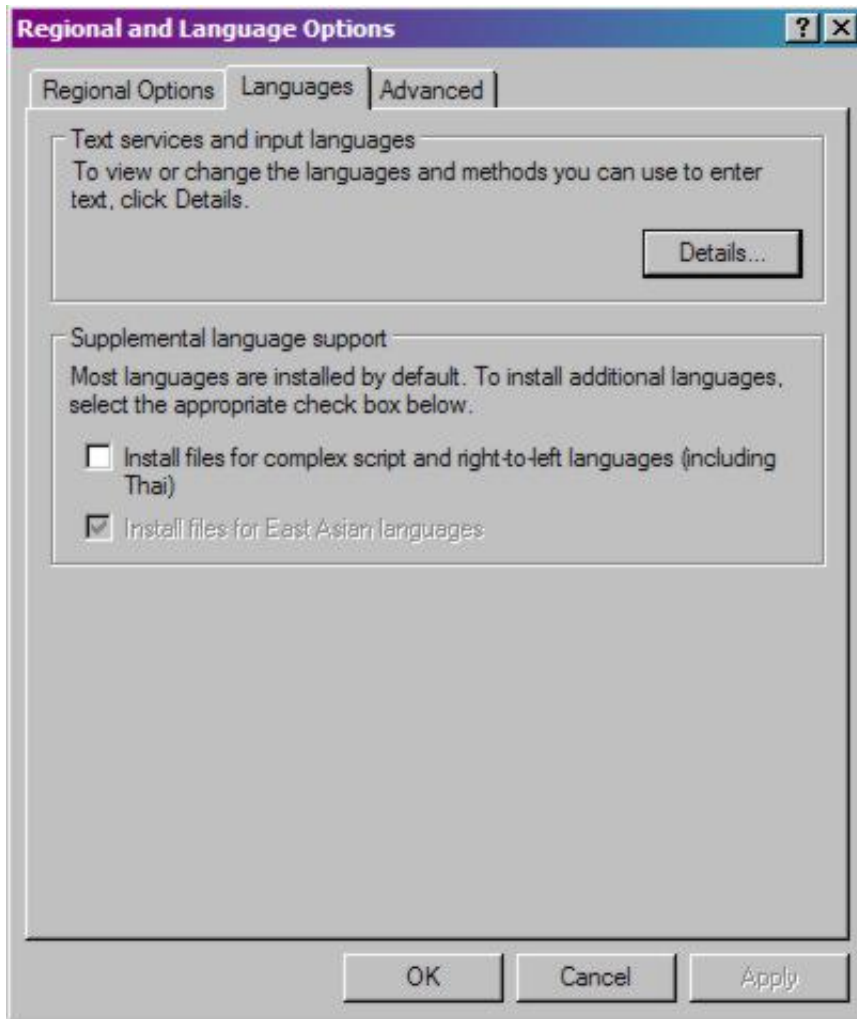 Regional and Language Options
Regional Options
Languages
Advanced
Text services and input languages
To view or change the languages and methods you can use to enter
text, click Details.
Details...
Supplemental language support
Most languages are installed by default. To install additional languages,
select the appropriate check box below.
Install files for complex script and right-to-left languages (including
Thai)
Install files for East Asian languages
OK
Cancel
Apply